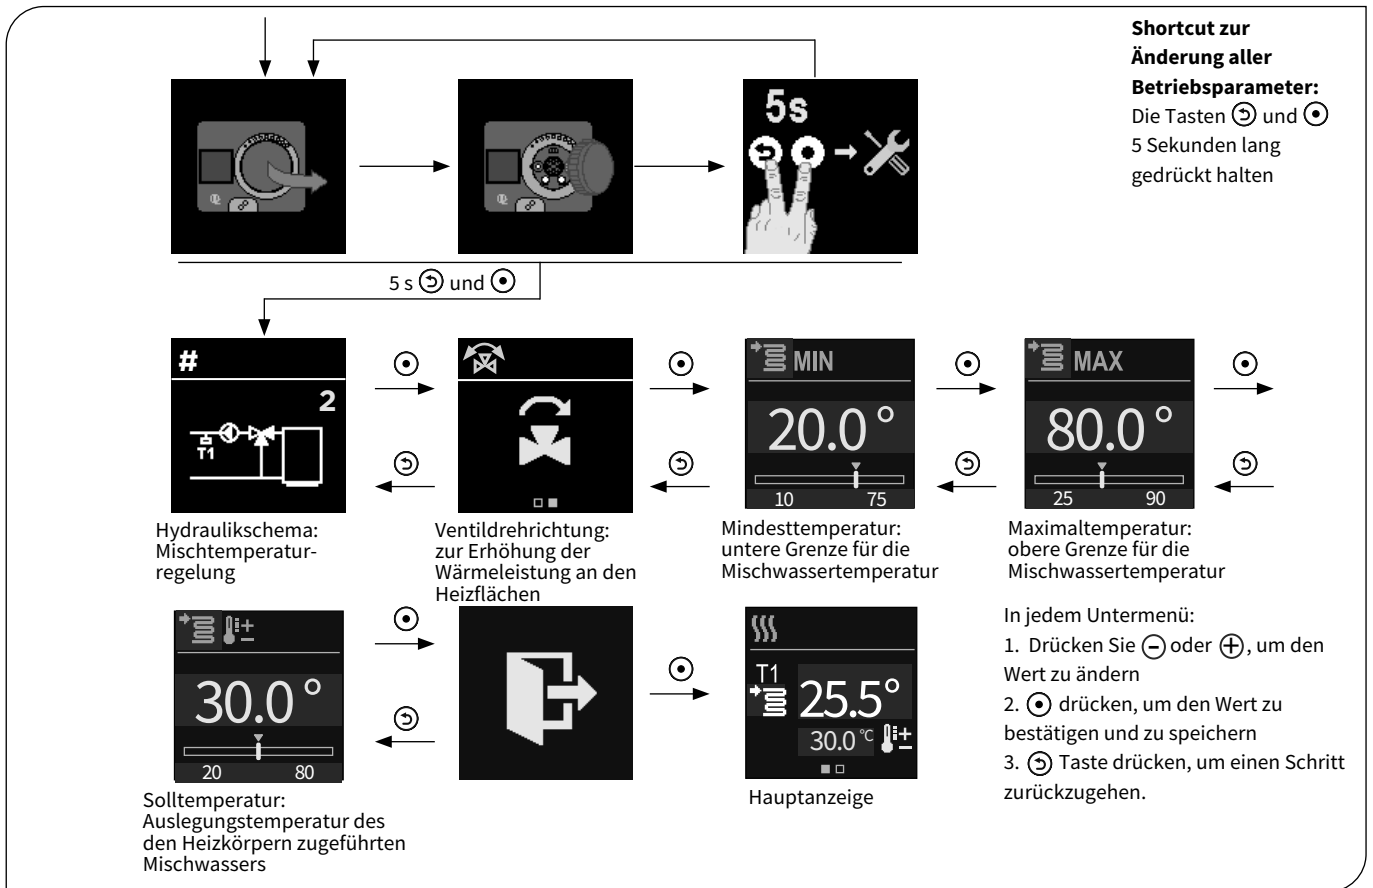 Shortcut zur
Änderung aller
Betriebsparameter:
Die Tasten und
5 Sekunden lang
gedrückt halten
5s
5 s und
#
2
T1
MIN
20.0 °
10 75
MAX
80.0 °
25 90
Hydraulikschema:
Mischtemperatur-
regelung
Ventildrehrichtung:
zur Erhöhung der
Wärmeleistung an den
Heizflächen
Mindesttemperatur:
untere Grenze für die
Mischwassertemperatur
Maximaltemperatur:
obere Grenze für die
Mischwassertemperatur
30.0 °
20 80
T1
25.5°
30.0 °C
Solltemperatur:
Auslegungstemperatur des
den Heizkörpern zugeführten
Mischwassers
Hauptanzeige
In jedem Untermenü:
1. Drücken Sie oder , um den
Wert zu ändern
2. drücken, um den Wert zu
bestätigen und zu speichern
3. Taste drücken, um einen Schritt
zurückzugehen.